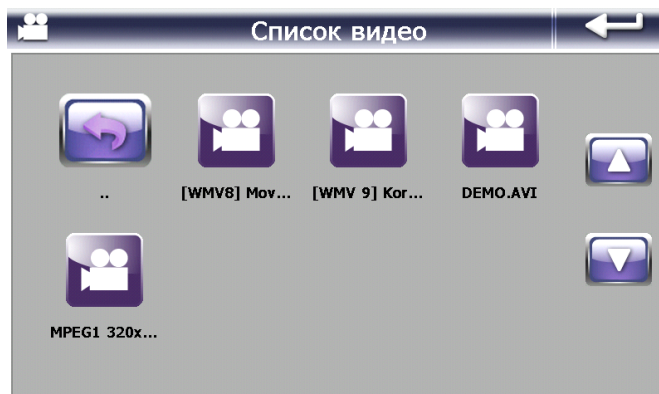 Список видео
..
[WMV8] Mov...
[WMV 9] Kor...
DEMO.AVI
MPEG1 320x...